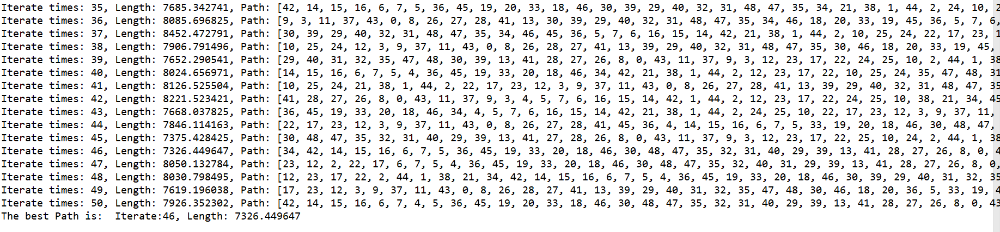 Iterate times: 35, Length: 7685.342741, Path: [42, 14, 15, 16, 6, 7, 5, 36, 45, 19, 20, 33, 18, 46, 30, 39, 29, 40, 32, 31, 48, 47, 35, 34, 21, 38, 1, 44, 2, 24, 10,
Iterate times: 36, Length: 8085.696825, Path: [9, 3, 11, 37, 43, 0, 8, 26, 27, 28, 41, 13, 30, 39, 29, 40, 32, 31, 48, 47, 35, 34, 46, 18, 20, 33, 19, 45, 36, 5, 7, 6,
Iterate times: 37, Length: 8452.472791, Path: [30, 39, 29, 40, 32, 31, 48, 47, 35, 34, 46, 45, 36, 5, 7, 6, 16, 15, 14, 42, 21, 38, 1, 44, 2, 10, 25, 24, 22, 17, 23, 1
Iterate times: 38, Length: 7906.791496, Path: [10, 25, 24, 12, 3, 9, 37, 11, 43, 0, 8, 26, 28, 27, 41, 13, 39, 29, 40, 32, 31, 48, 47, 35, 30, 46, 18, 20, 33, 19, 45,
Iterate times: 39, Length: 7652.290541, Path: [29, 40, 31, 32, 35, 47, 48, 30, 39, 13, 41, 28, 27, 26, 8, 0, 43, 11, 37, 9, 3, 12, 23, 17, 22, 24, 25, 10, 2, 44, 1, 38
Iterate times: 40, Length: 8024.656971, Path: [14, 15, 16, 6, 7, 5, 4, 36, 45, 19, 33, 20, 18, 46, 34, 42, 21, 38, 1, 44, 2, 12, 23, 17, 22, 10, 25, 24, 35, 47, 48, 31
Iterate times: 41, Length: 8126.525504, Path: [10, 25, 24, 21, 38, 1, 44, 2, 22, 17, 23, 12, 3, 9, 37, 11, 43, 0, 8, 26, 27, 28, 41, 13, 39, 29, 40, 32, 31, 48, 47, 35
Iterate times: 42, Length: 8221.523421, Path: [41, 28, 27, 26, 8, 0, 43, 11, 37, 9, 3, 4, 5, 7, 6, 16, 15, 14, 42, 1, 44, 2, 12, 23, 17, 22, 24, 25, 10, 38, 21, 34, 45
Iterate times: 43, Length: 7668.037825, Path: [36, 45, 19, 33, 20, 18, 46, 34, 4, 5, 7, 6, 16, 15, 14, 42, 21, 38, 1, 44, 2, 24, 25, 10, 22, 17, 23, 12, 3, 9, 37, 11,
Iterate times: 44, Length: 7846.114163, Path: [22, 17, 23, 12, 3, 9, 37, 11, 43, 0, 8, 26, 27, 28, 41, 45, 36, 4, 14, 15, 16, 6, 7, 5, 33, 19, 20, 18, 46, 30, 48, 47,
Iterate times: 45, Length: 7375.428425, Path: [30, 48, 47, 35, 32, 31, 40, 29, 39, 13, 41, 27, 28, 26, 8, 0, 43, 11, 37, 9, 3, 12, 23, 17, 22, 25, 10, 24, 2, 44, 1, 38
Iterate times: 46, Length: 7326.449647, Path: [34, 42, 14, 15, 16, 6, 7, 5, 36, 45, 19, 33, 20, 18, 46, 30, 48, 47, 35, 32, 31, 40, 29, 39, 13, 41, 28, 27, 26, 8, 0, 4
Iterate times: 47, Length: 8050.132784, Path: [23, 12, 2, 22, 17, 6, 7, 5, 4, 36, 45, 19, 33, 20, 18, 46, 30, 48, 47, 35, 32, 40, 31, 29, 39, 13, 41, 28, 27, 26, 8, 0,
Iterate times: 48, Length: 8030.798495, Path: [12, 23, 17, 22, 2, 44, 1, 38, 21, 34, 42, 14, 15, 16, 6, 7, 5, 4, 36, 45, 19, 33, 20, 18, 46, 30, 39, 29, 40, 31, 32, 35
Iterate times: 49, Length: 7619.196038, Path: [17, 23, 12, 3, 9, 37, 11, 43, 0, 8, 26, 28, 27, 41, 13, 39, 29, 40, 31, 32, 35, 47, 48, 30, 46, 18, 20, 36, 5, 33, 19, 4
Iterate times: 50, Length: 7926.352302, Path: [42, 14, 15, 16, 6, 7, 4, 5, 36, 45, 19, 20, 33, 18, 46, 30, 48, 47, 35, 32, 31, 40, 29, 39, 13, 41, 28, 27, 26, 8, 0, 43
The best Path is:  Iterate:46, Length: 7326.449647